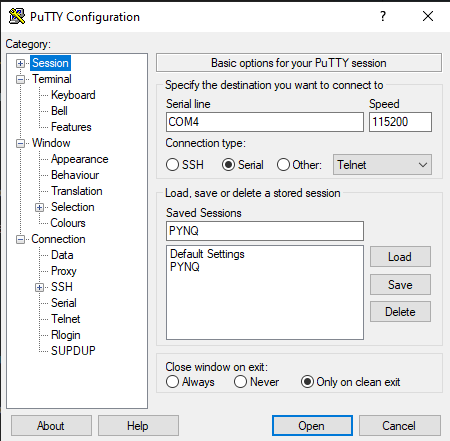 PuTTY Configuration
?
Category:
Session
Terminal
Keyboard
Bell
Features
Window
Appearance
Behaviour
Translation
Selection
Colours
Connection
Data
Proxy
SSH
Serial
Telnet
Rlogin
SUPDUP
Basic options for your PuTTY session
Specify the destination you want to connect to
Serial line Speed
COM4 115200
Connection type:
SSH Serial Other: Telnet
Load, save or delete a stored session
Saved Sessions
PYNQ
Default Settings
PYNQ
Load
Save
Delete
Close window on exit:
Always Never Only on clean exit
About Help Open Cancel